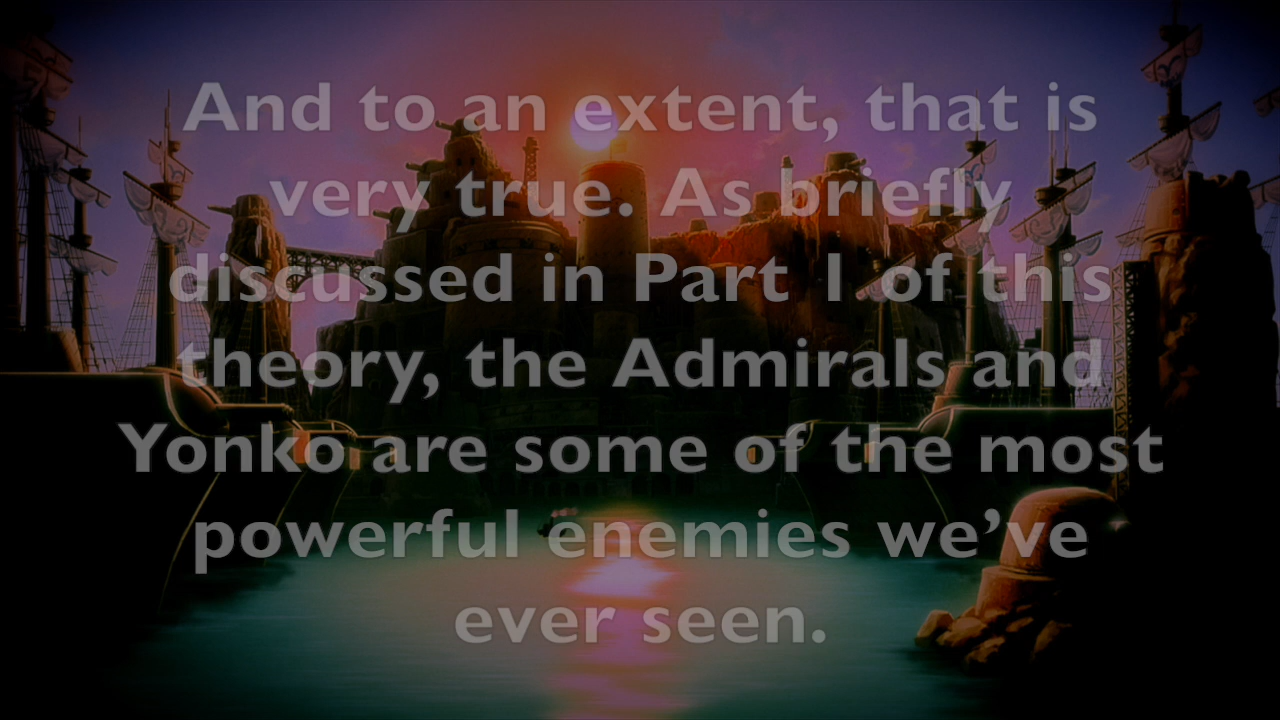 And to an extent, that is
very true. As briefly
discussed in Part 1 of this
theory, the Admirals and
Yonko are some of the most
powerful enemies we’ve
ever seen.